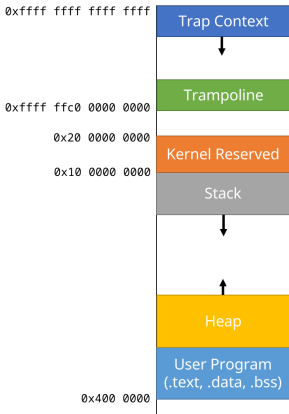 0xffff ffff ffff ffff
Trap Context
Trampoline
0xffff ffc0 0000 0000
0x20 0000 0000
Kernel Reserved
0x10 0000 0000
Stack
Heap
User Program
(.text, .data, .bss)
0x400 0000